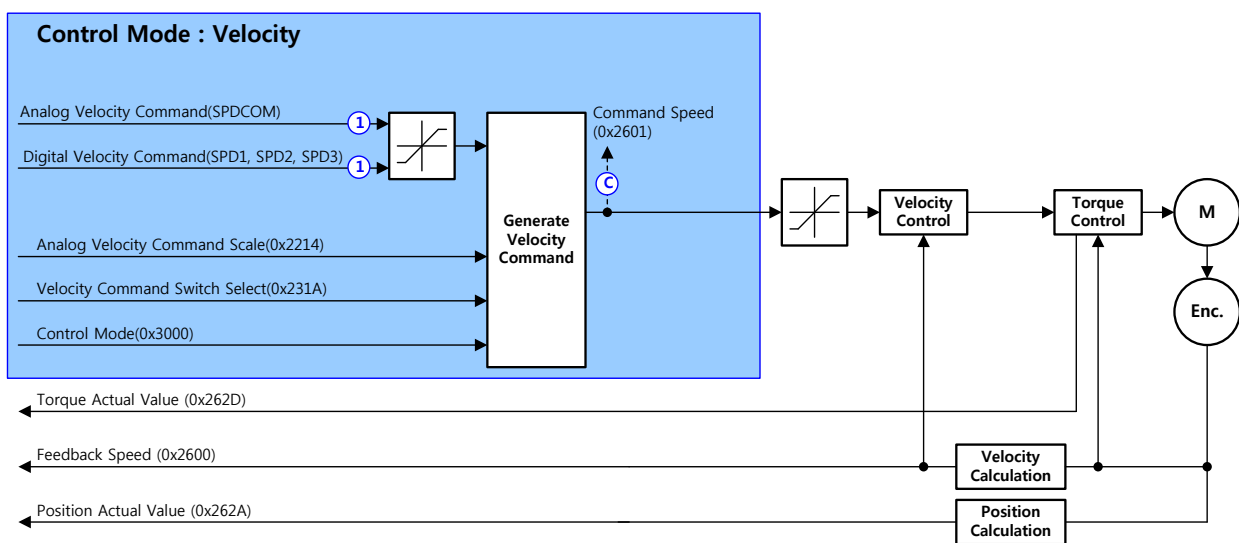 Control Mode : Velocity
Analog Velocity Command(SPDCOM)
1
Digital Velocity Command(SPD1, SPD2, SPD3)
1
Command Speed
(0x2601)
C
Generate
Velocity
Command
Analog Velocity Command Scale(0x2214)
Velocity Command Switch Select(0x231A)
Control Mode(0x3000)
Velocity
Control
Torque
Control
M
Enc.
Torque Actual Value (0x262D)
Feedback Speed (0x2600)
Velocity
Calculation
Position Actual Value (0x262A)
Position
Calculation